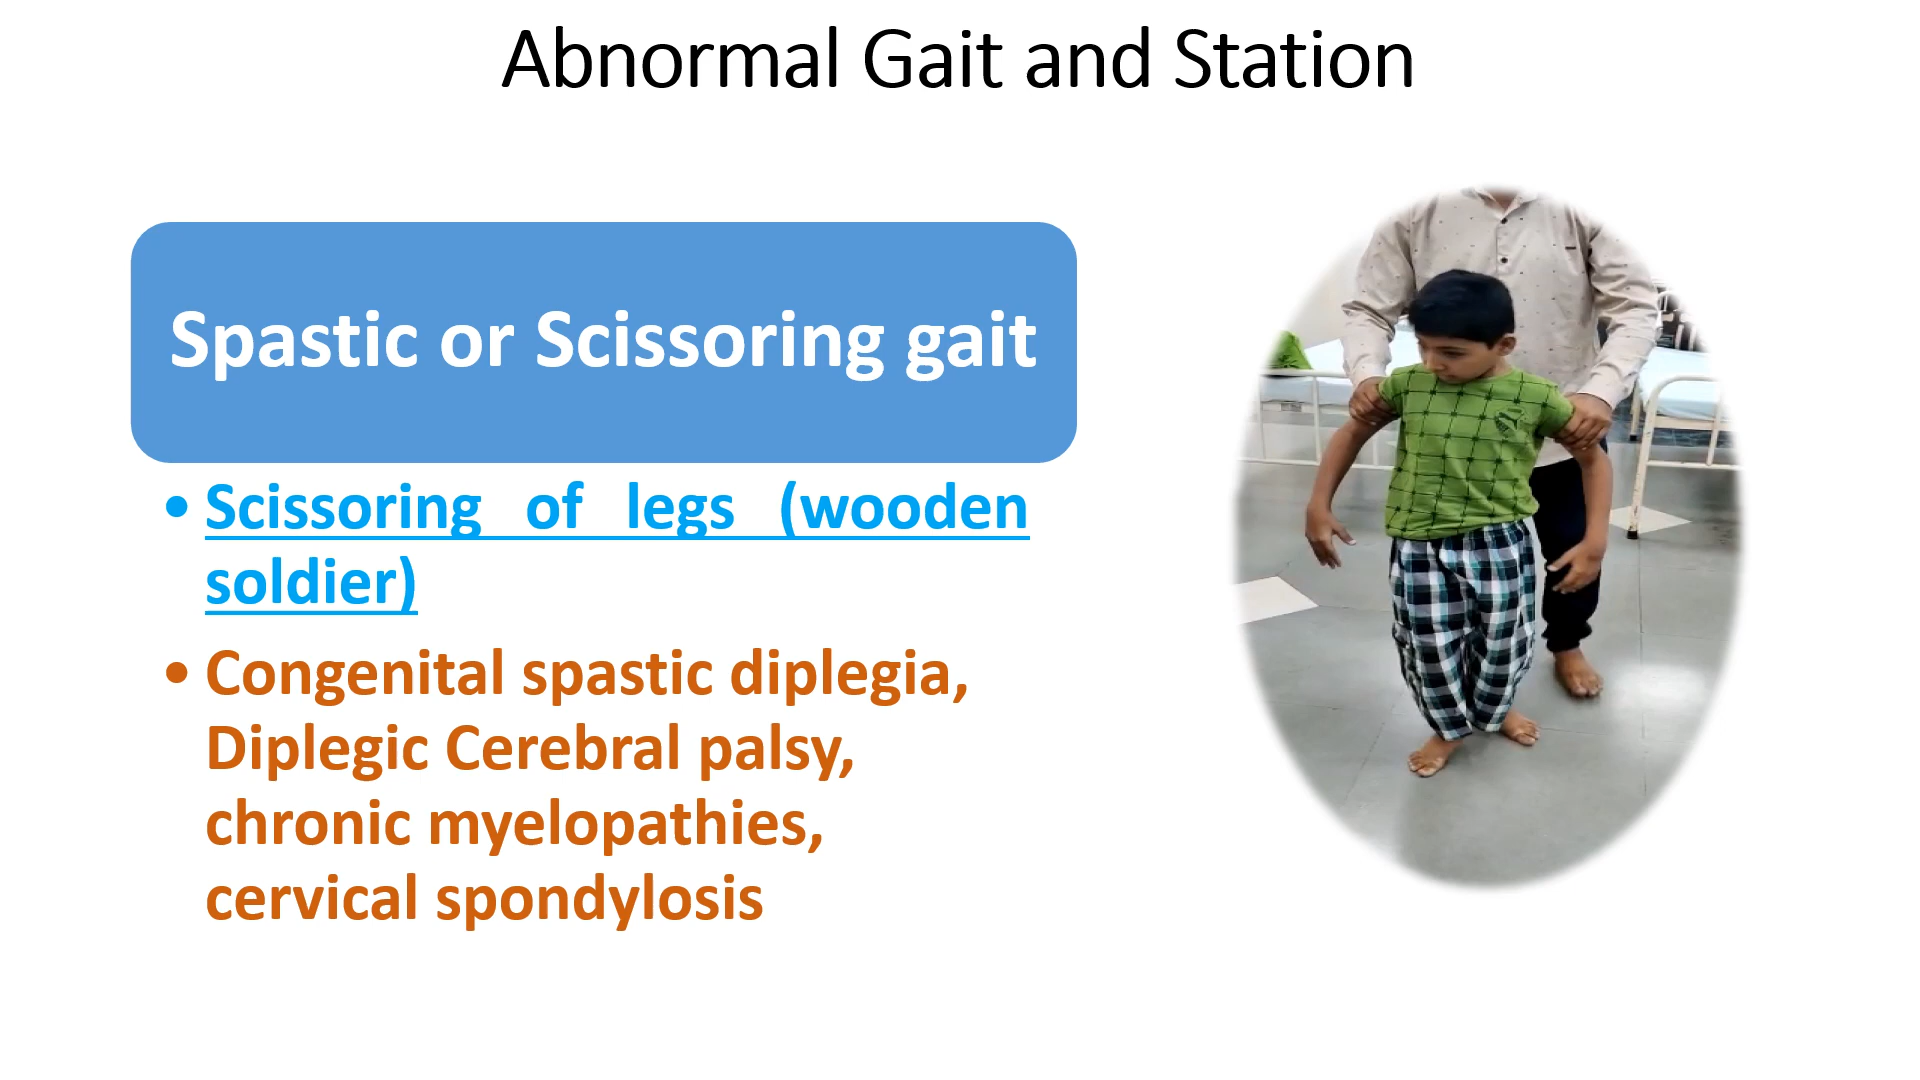 Abnormal Gait and Station
Spastic or Scissoring gait
• Scissoring of legs (wooden
soldier)
• Congenital spastic diplegia,
Diplegic Cerebral palsy,
chronic myelopathies,
cervical spondylosis